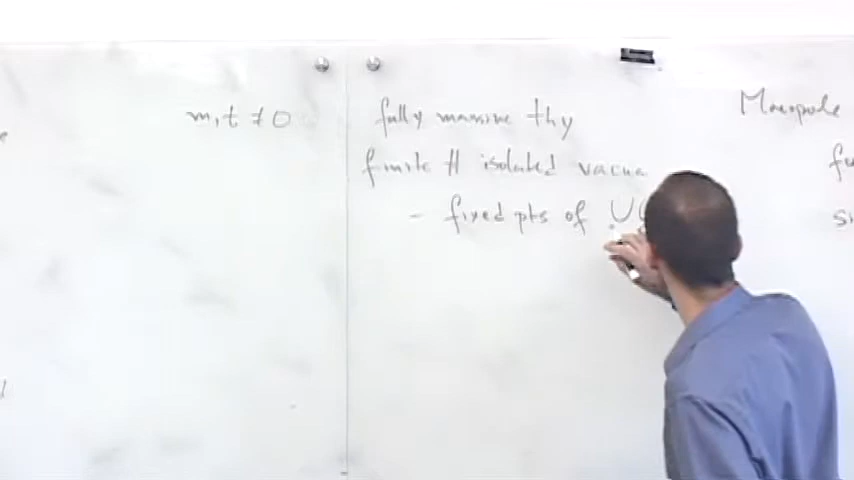 m, t ≠ 0
fully massive thy
finite # isolated vacua
- fixed pts of U(
Monopole